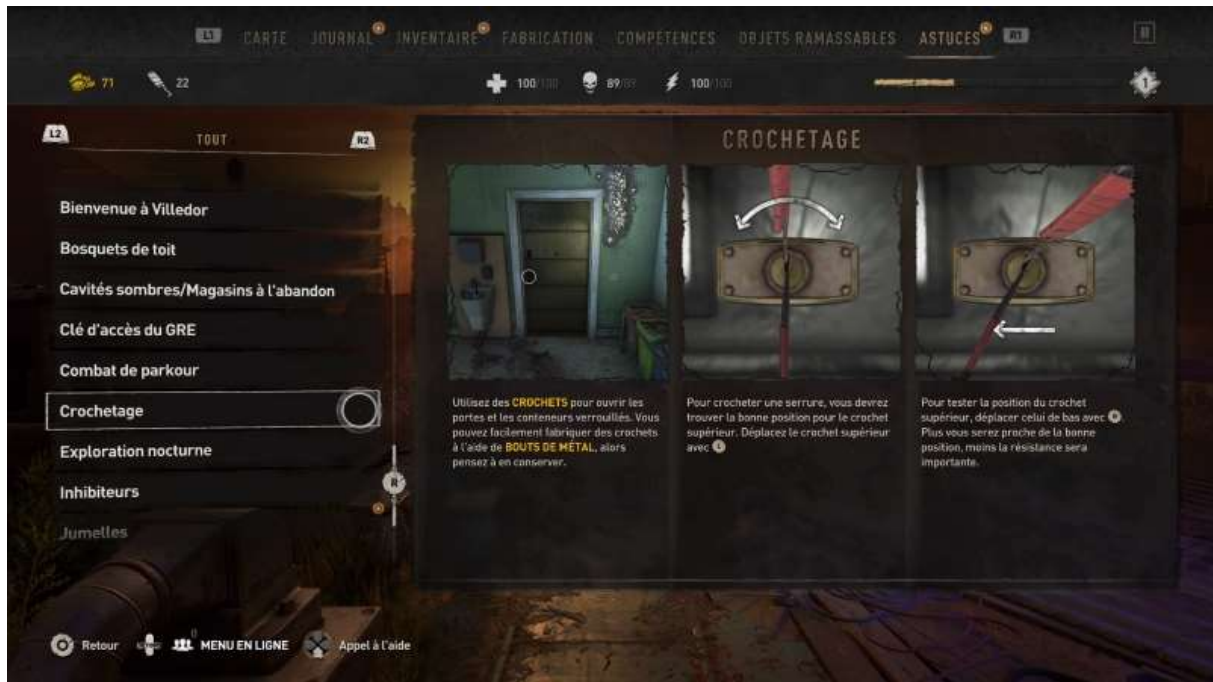 L1 CARTE JOURNAL INVENTAIRE FABRICATION COMPÉTENCES OBJETS RAMASSABLES ASTUCES R1
71 22 100/100 89/89 100/100 1
L2 TOUT R2
Bienvenue à Villedor
Bosquets de toit
Cavités sombres/Magasins à l'abandon
Clé d'accès du GRE
Combat de parkour
Crochetage
Exploration nocturne
Inhibiteurs
Jumelles
R
CROCHETAGE
Utilisez des CROCHETS pour ouvrir les
portes et les conteneurs verrouillés. Vous
pouvez facilement fabriquer des crochets
à l'aide de BOUTS DE MÉTAL, alors
pensez à en conserver.
Pour crocheter une serrure, vous devrez
trouver la bonne position pour le crochet
supérieur. Déplacez le crochet supérieur
avec L
Pour tester la position du crochet
supérieur, déplacer celui de bas avec R.
Plus vous serez proche de la bonne
position, moins la résistance sera
importante.
Retour MENU EN LIGNE Appel à l'aide